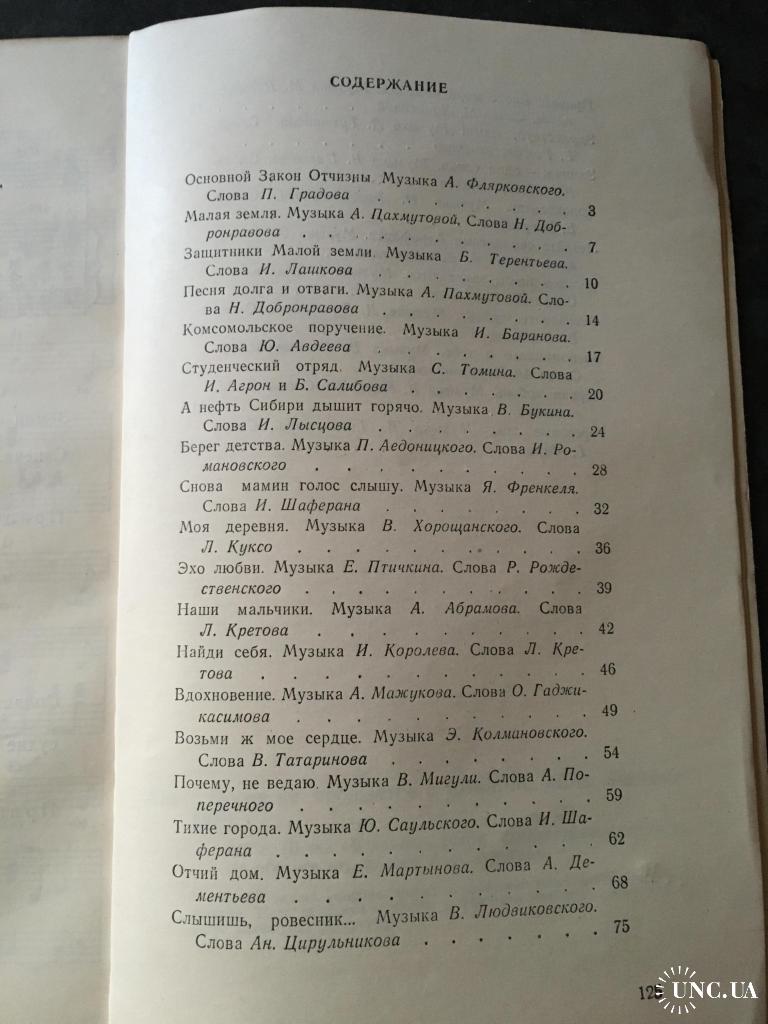 СОДЕРЖАНИЕ
Основной Закон Отчизны. Музыка А. Флярковского.
Слова П. Градова . . . . . . . . 3
Малая земля. Музыка А. Пахмутовой, Слова Н. Доб-
ронравова . . . . . . . . . . 7
Защитники Малой земли. Музыка Б. Терентьева.
Слова И. Лашкова . . . . . . . . 10
Песня долга и отваги. Музыка А. Пахмутовой. Сло-
ва Н. Добронравова . . . . . . . . 14
Комсомольское поручение. Музыка И. Баранова.
Слова Ю. Авдеева . . . . . . . . 17
Студенческий отряд. Музыка С. Томина. Слова
И. Агрон и Б. Салибова . . . . . . . 20
А нефть Сибири дышит горячо. Музыка В. Букина.
Слова И. Лысцова . . . . . . . . 24
Берег детства. Музыка П. Аедоницкого. Слова И. Ро-
мановского . . . . . . . . . . 28
Снова мамин голос слышу. Музыка Я. Френкеля.
Слова И. Шаферана . . . . . . . . 32
Моя деревня. Музыка В. Хорощанского. Слова
Л. Куксо . . . . . . . . . . . 36
Эхо любви. Музыка Е. Птичкина. Слова Р. Рожде-
ственского . . . . . . . . . . . 39
Наши мальчики. Музыка А. Абрамова. Слова
Л. Кретова . . . . . . . . . . 42
Найди себя. Музыка И. Королева. Слова Л. Кре-
това . . . . . . . . . . . . 46
Вдохновение. Музыка А. Мажукова. Слова О. Гаджи-
касимова . . . . . . . . . . . 49
Возьми ж мое сердце. Музыка Э. Колмановского.
Слова В. Татаринова . . . . . . . . 54
Почему, не ведаю. Музыка В. Мигули. Слова А. По-
перечного . . . . . . . . . . . 59
Тихие города. Музыка Ю. Саульского. Слова И. Ша-
ферана . . . . . . . . . . . . 62
Отчий дом. Музыка Е. Мартынова. Слова А. Де-
ментьева . . . . . . . . . . . 68
Слышишь, ровесник... Музыка В. Людвиковского.
Слова Ан. Цирульникова . . . . . . . 75
UNC.UA